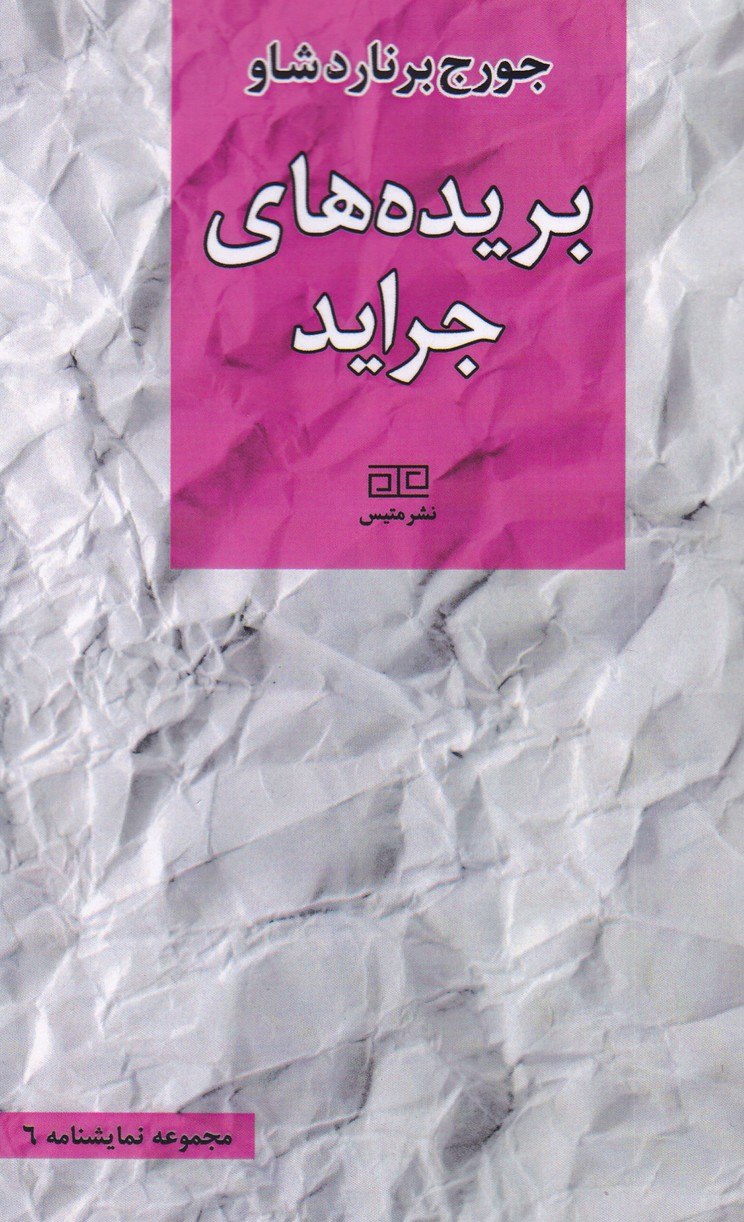 جورج برنارد شاو
بریده‌های
جراید
نشر متیس
مجموعه نمایشنامه ۶